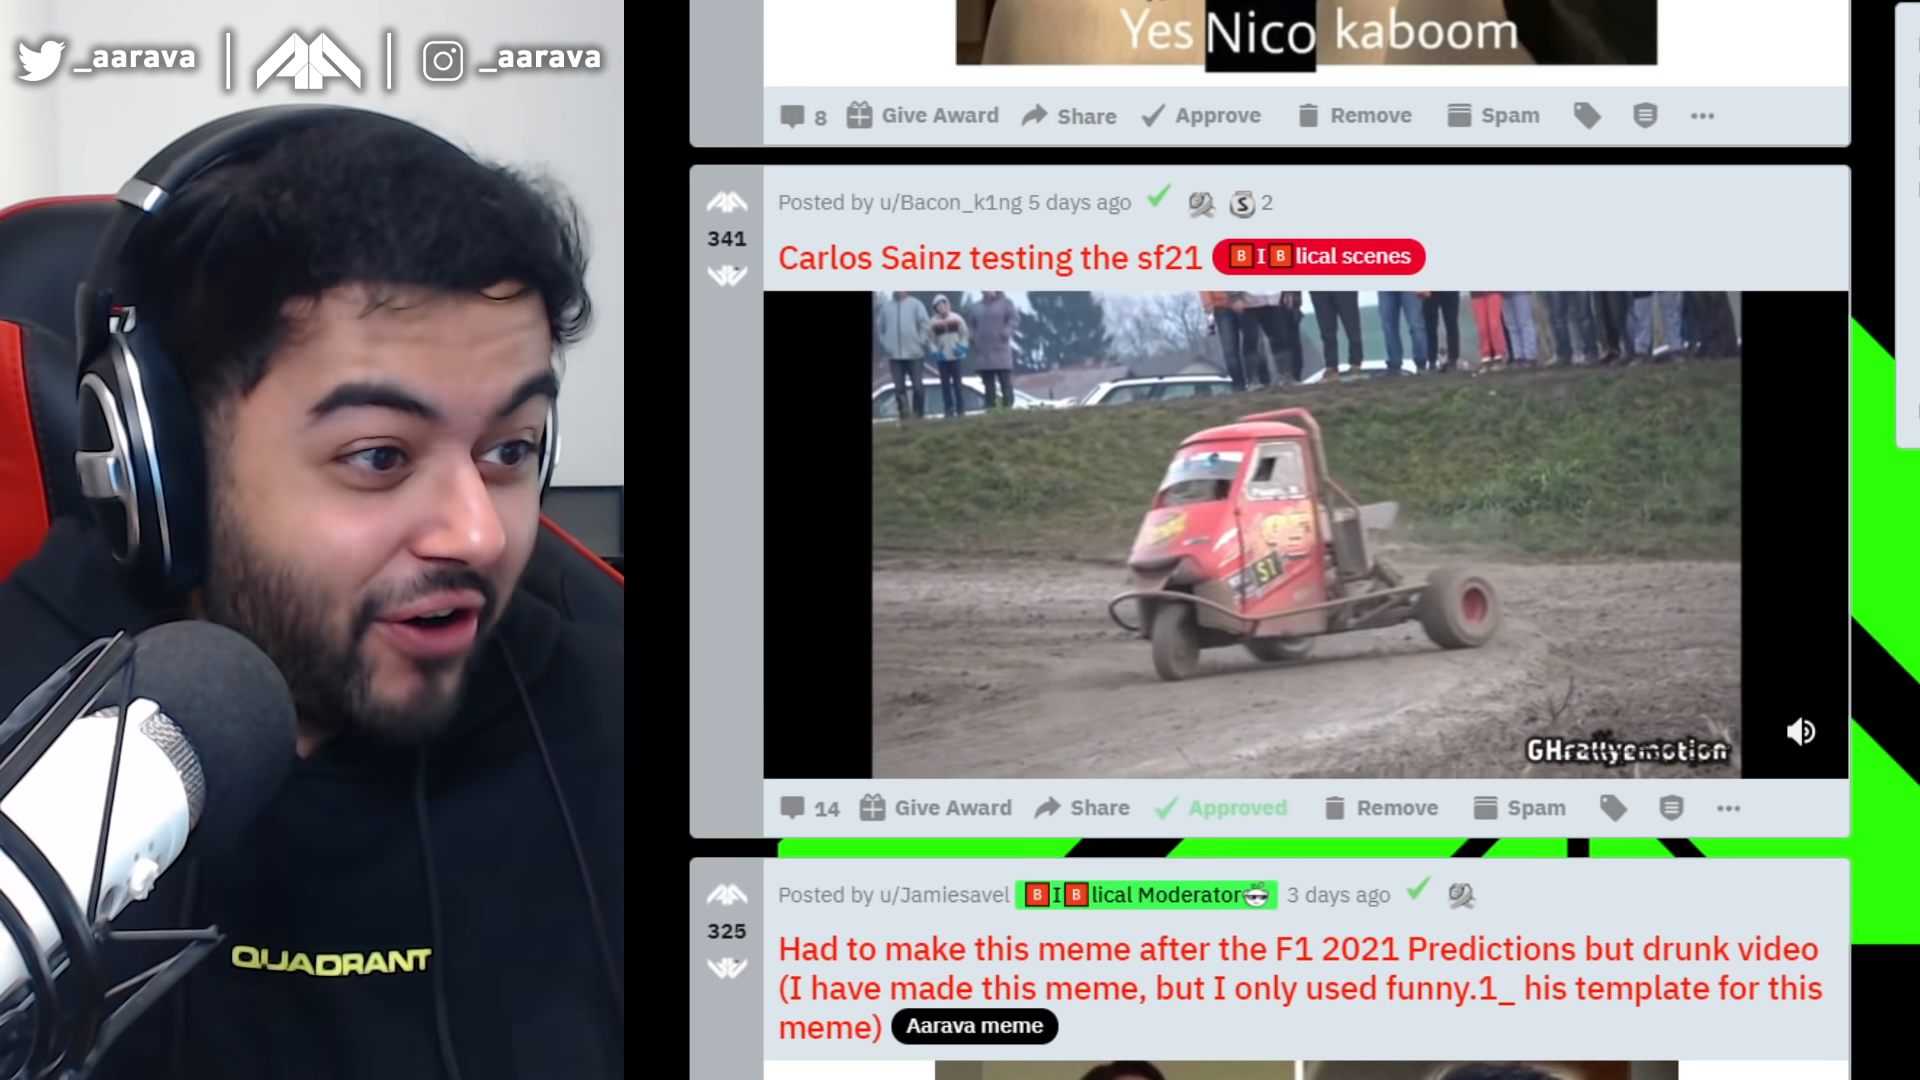 _aarava | | _aarava
Yes Nico kaboom
8 Give Award Share Approve Remove Spam
341
Posted by u/Bacon_k1ng 5 days ago 2
Carlos Sainz testing the sf21 BIBlical scenes
95
S1
GHrallyemotion
14 Give Award Share Approved Remove Spam
325
Posted by u/Jamiesavel BIBlical Moderator 3 days ago
Had to make this meme after the F1 2021 Predictions but drunk video
(I have made this meme, but I only used funny.1_ his template for this
meme) Aarava meme
QUADRANT